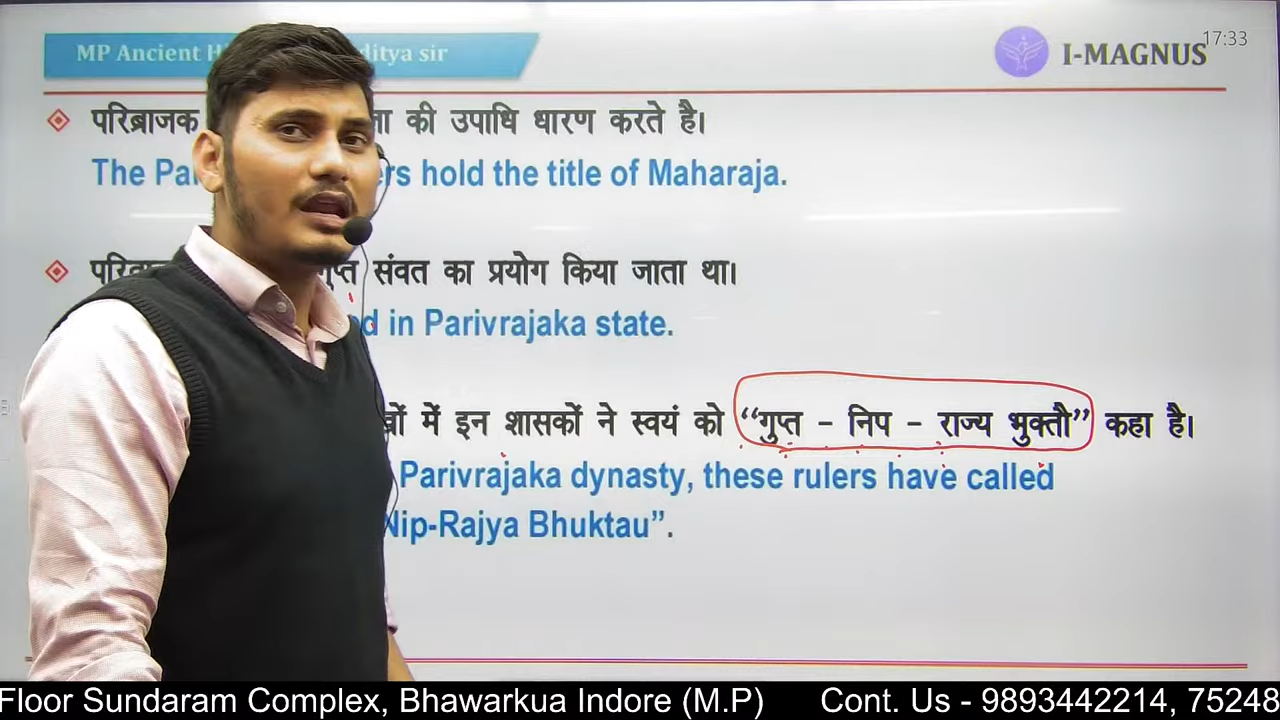 MP Ancient H ditya sir
I-MAGNUS
17:33
परिब्राजक की उपाधि धारण करते है।
The Pa ers hold the title of Maharaja.
गुप्त संवत का प्रयोग किया जाता था।
d in Parivrajaka state.
में इन शासकों ने स्वयं को “गुप्त – निप – राज्य भुक्तौ” कहा है।
Parivrajaka dynasty, these rulers have called
Nip-Rajya Bhuktau”.
Floor Sundaram Complex, Bhawarkua Indore (M.P) Cont. Us - 9893442214, 75248